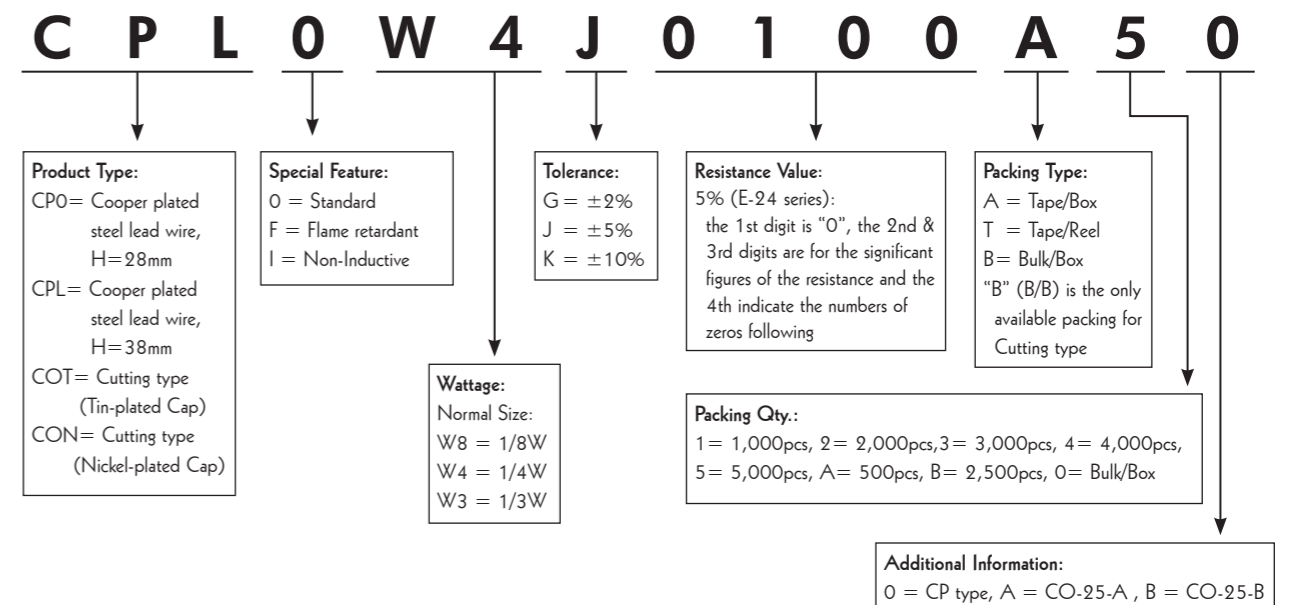 C P L 0 W 4 J 0 1 0 0 A 5 0
Product Type:
CP0= Cooper plated
steel lead wire,
H=28mm
CPL= Cooper plated
steel lead wire,
H=38mm
COT= Cutting type
(Tin-plated Cap)
CON= Cutting type
(Nickel-plated Cap)
Special Feature:
0 = Standard
F = Flame retardant
I = Non-Inductive
Wattage:
Normal Size:
W8 = 1/8W
W4 = 1/4W
W3 = 1/3W
Tolerance:
G = ±2%
J = ±5%
K = ±10%
Resistance Value:
5% (E-24 series):
the 1st digit is “0”, the 2nd &
3rd digits are for the significant
figures of the resistance and the
4th indicate the numbers of
zeros following
Packing Type:
A = Tape/Box
T = Tape/Reel
B= Bulk/Box
“B” (B/B) is the only
available packing for
Cutting type
Packing Qty.:
1= 1,000pcs, 2= 2,000pcs,3= 3,000pcs, 4= 4,000pcs,
5= 5,000pcs, A= 500pcs, B= 2,500pcs, 0= Bulk/Box
Additional Information:
0 = CP type, A = CO-25-A , B = CO-25-B